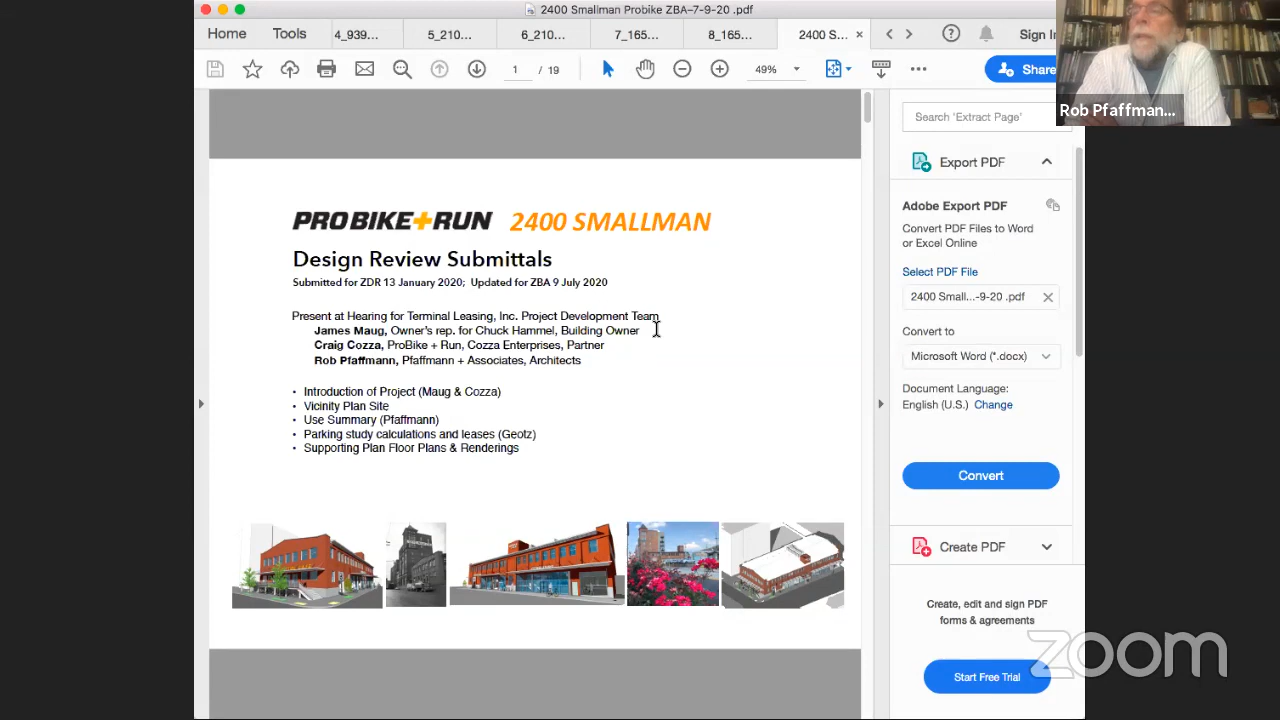 2400 Smallman Probike ZBA–7-9-20 .pdf
Home
Tools
4_939...
5_210...
6_210...
7_165...
8_165...
2400 S... ×
?
Sign In
1 / 19
49%
Share
Rob Pfaffman...
PROBIKE+RUN 2400 SMALLMAN
Design Review Submittals
Submitted for ZDR 13 January 2020; Updated for ZBA 9 July 2020
Present at Hearing for Terminal Leasing, Inc. Project Development Team
James Maug, Owner's rep. for Chuck Hammel, Building Owner
Craig Cozza, ProBike + Run, Cozza Enterprises, Partner
Rob Pfaffmann, Pfaffmann + Associates, Architects
• Introduction of Project (Maug & Cozza)
• Vicinity Plan Site
• Use Summary (Pfaffmann)
• Parking study calculations and leases (Geotz)
• Supporting Plan Floor Plans & Renderings
Search 'Extract Page'
Export PDF
Adobe Export PDF
Convert PDF Files to Word
or Excel Online
Select PDF File
2400 Small...-9-20 .pdf
Convert to
Microsoft Word (*.docx)
Document Language:
English (U.S.) Change
Convert
Create PDF
Create, edit and sign PDF
forms & agreements
Start Free Trial
zoom